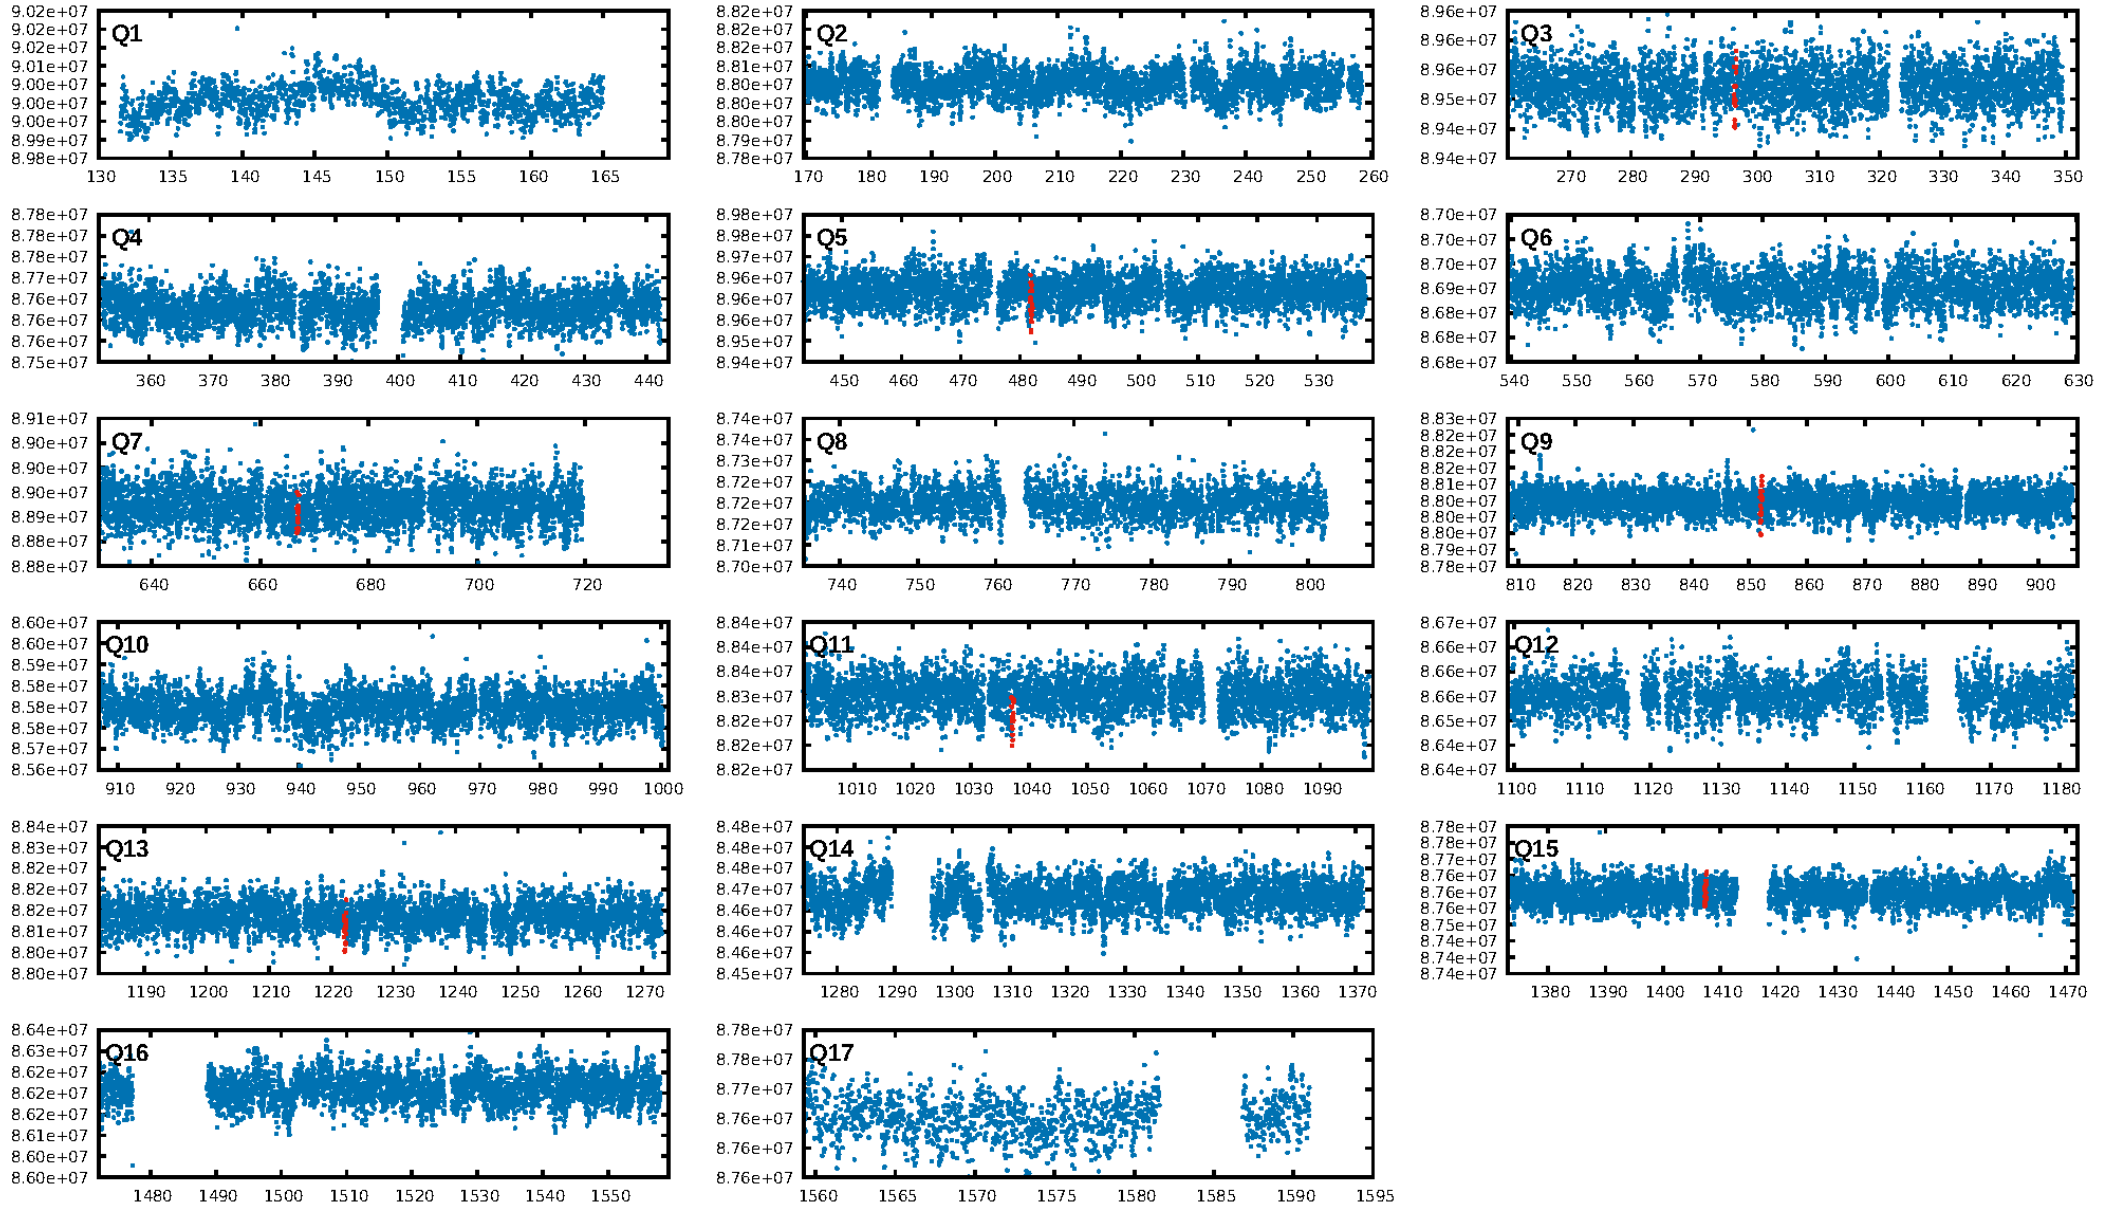 Q1
9.02e+07
9.02e+07
9.02e+07
9.01e+07
9.00e+07
9.00e+07
9.00e+07
8.99e+07
8.98e+07
130 135 140 145 150 155 160 165
Q2
8.82e+07
8.82e+07
8.82e+07
8.81e+07
8.80e+07
8.80e+07
8.80e+07
8.79e+07
8.78e+07
170 180 190 200 210 220 230 240 250 260
Q3
8.96e+07
8.96e+07
8.96e+07
8.95e+07
8.94e+07
8.94e+07
270 280 290 300 310 320 330 340 350
Q4
8.78e+07
8.78e+07
8.78e+07
8.77e+07
8.76e+07
8.76e+07
8.76e+07
8.75e+07
360 370 380 390 400 410 420 430 440
Q5
8.98e+07
8.98e+07
8.97e+07
8.96e+07
8.96e+07
8.96e+07
8.95e+07
8.94e+07
450 460 470 480 490 500 510 520 530
Q6
8.70e+07
8.70e+07
8.70e+07
8.69e+07
8.68e+07
8.68e+07
8.68e+07
540 550 560 570 580 590 600 610 620 630
Q7
8.91e+07
8.90e+07
8.90e+07
8.90e+07
8.89e+07
8.88e+07
8.88e+07
640 660 680 700 720
Q8
8.74e+07
8.74e+07
8.73e+07
8.72e+07
8.72e+07
8.72e+07
8.71e+07
8.70e+07
740 750 760 770 780 790 800
Q9
8.83e+07
8.82e+07
8.82e+07
8.82e+07
8.81e+07
8.80e+07
8.80e+07
8.80e+07
8.79e+07
8.78e+07
810 820 830 840 850 860 870 880 890 900
Q10
8.60e+07
8.60e+07
8.59e+07
8.58e+07
8.58e+07
8.58e+07
8.57e+07
8.56e+07
910 920 930 940 950 960 970 980 990 1000
Q11
8.84e+07
8.84e+07
8.84e+07
8.83e+07
8.82e+07
8.82e+07
8.82e+07
1010 1020 1030 1040 1050 1060 1070 1080 1090
Q12
8.67e+07
8.66e+07
8.66e+07
8.66e+07
8.65e+07
8.64e+07
8.64e+07
1100 1110 1120 1130 1140 1150 1160 1170 1180
Q13
8.84e+07
8.83e+07
8.82e+07
8.82e+07
8.82e+07
8.81e+07
8.80e+07
8.80e+07
1190 1200 1210 1220 1230 1240 1250 1260 1270
Q14
8.48e+07
8.48e+07
8.48e+07
8.47e+07
8.46e+07
8.46e+07
8.46e+07
8.45e+07
1280 1290 1300 1310 1320 1330 1340 1350 1360 1370
Q15
8.78e+07
8.78e+07
8.77e+07
8.76e+07
8.76e+07
8.76e+07
8.75e+07
8.74e+07
8.74e+07
8.74e+07
1380 1390 1400 1410 1420 1430 1440 1450 1460 1470
Q16
8.64e+07
8.63e+07
8.62e+07
8.62e+07
8.62e+07
8.61e+07
8.60e+07
8.60e+07
1480 1490 1500 1510 1520 1530 1540 1550
Q17
8.78e+07
8.78e+07
8.77e+07
8.76e+07
8.76e+07
8.76e+07
1560 1565 1570 1575 1580 1585 1590 1595